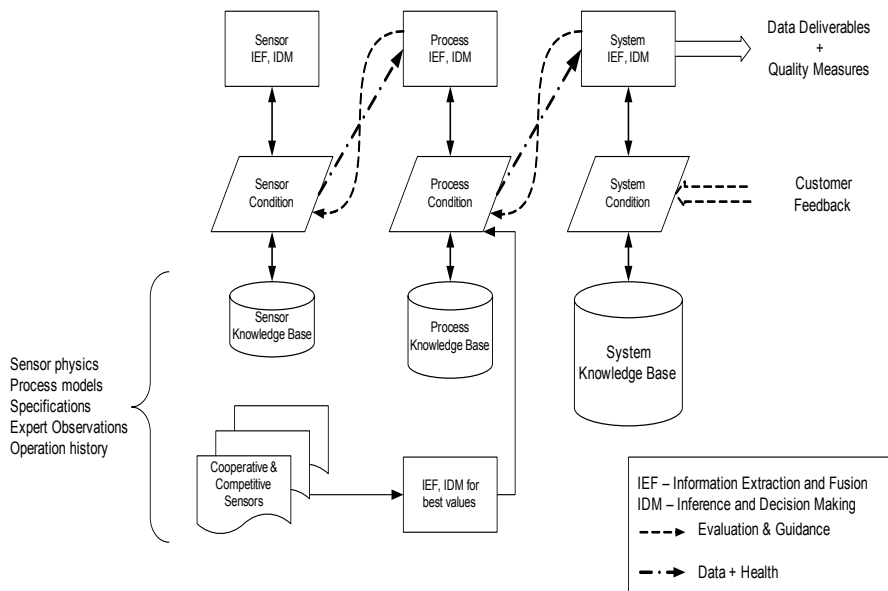 Sensor
IEF, IDM
Process
IEF, IDM
System
IEF, IDM
Data Deliverables
+
Quality Measures
Sensor
Condition
Process
Condition
System
Condition
Customer
Feedback
Sensor
Knowledge Base
Process
Knowledge Base
System
Knowledge Base
Sensor physics
Process models
Specifications
Expert Observations
Operation history
Cooperative &
Competitive
Sensors
IEF, IDM for
best values
IEF – Information Extraction and Fusion
IDM – Inference and Decision Making
Evaluation & Guidance
Data + Health